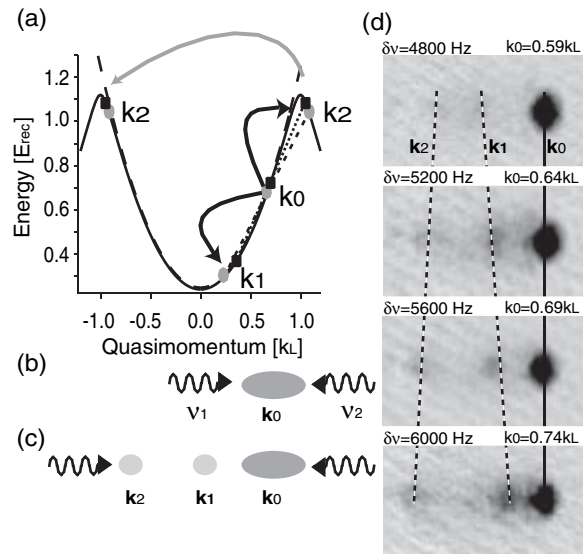 (a)
1.2
1.0
0.8
0.6
0.4
Energy [Erec]
k2
k2
k0
k1
-1.0 -0.5 0.0 0.5 1.0
Quasimomentum [kL]
(b)
ν1 k0 ν2
(c)
k2 k1 k0
(d)
δν=4800 Hz k0=0.59kL
k2 k1 k0
δν=5200 Hz k0=0.64kL
δν=5600 Hz k0=0.69kL
δν=6000 Hz k0=0.74kL